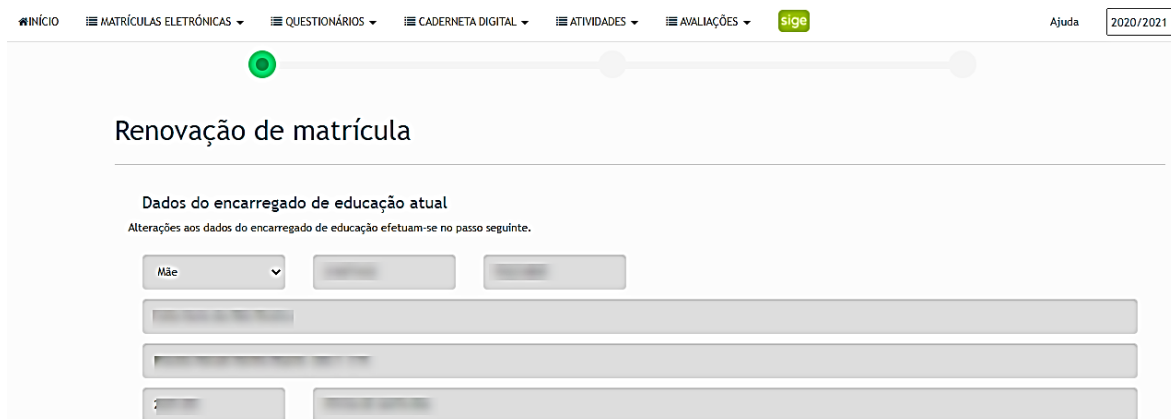 INÍCIO MATRÍCULAS ELETRÓNICAS QUESTIONÁRIOS CADERNETA DIGITAL ATIVIDADES AVALIAÇÕES sige Ajuda 2020/2021
Renovação de matrícula
Dados do encarregado de educação atual
Alterações aos dados do encarregado de educação efetuam-se no passo seguinte.
Mãe